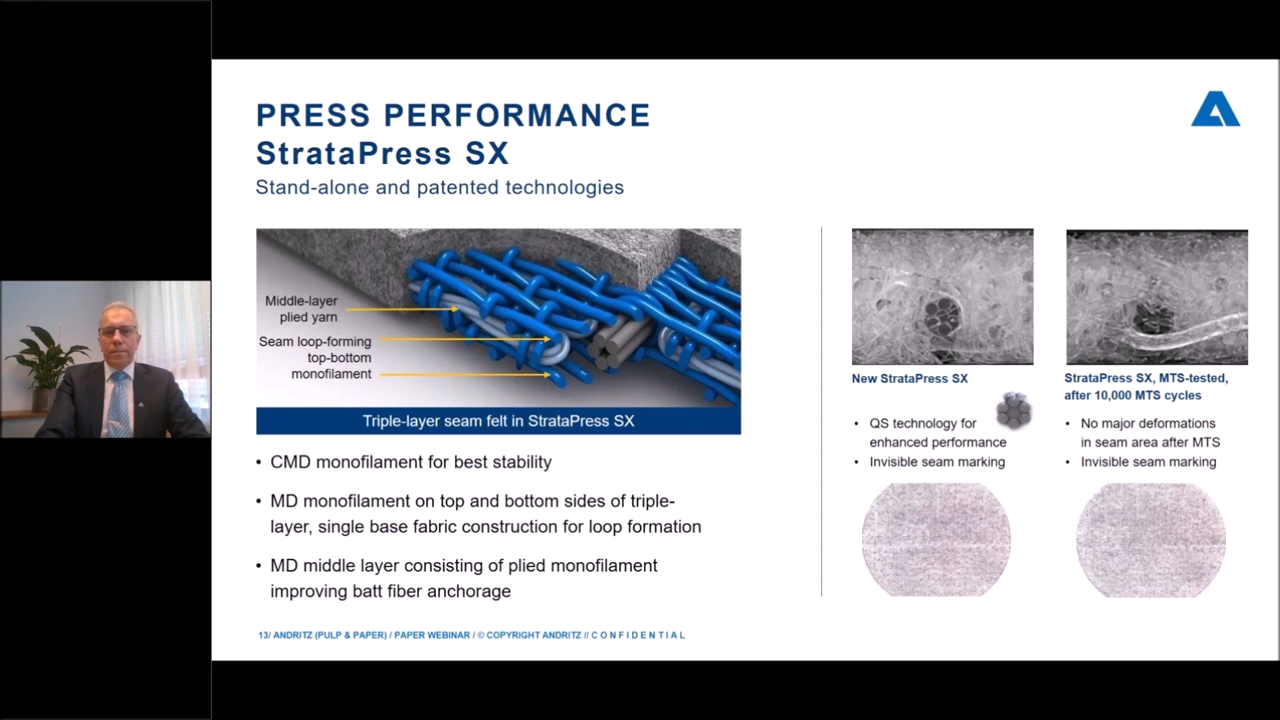 PRESS PERFORMANCE
StrataPress SX
Stand-alone and patented technologies
Middle-layer
plied yarn
Seam loop-forming
top-bottom
monofilament
Triple-layer seam felt in StrataPress SX
• CMD monofilament for best stability
• MD monofilament on top and bottom sides of triple-
layer, single base fabric construction for loop formation
• MD middle layer consisting of plied monofilament
improving batt fiber anchorage
New StrataPress SX
• QS technology for
enhanced performance
• Invisible seam marking
StrataPress SX, MTS-tested,
after 10,000 MTS cycles
• No major deformations
in seam area after MTS
• Invisible seam marking
13/ ANDRITZ (PULP & PAPER) / PAPER WEBINAR / © COPYRIGHT ANDRITZ // C O N F I D E N T I A L